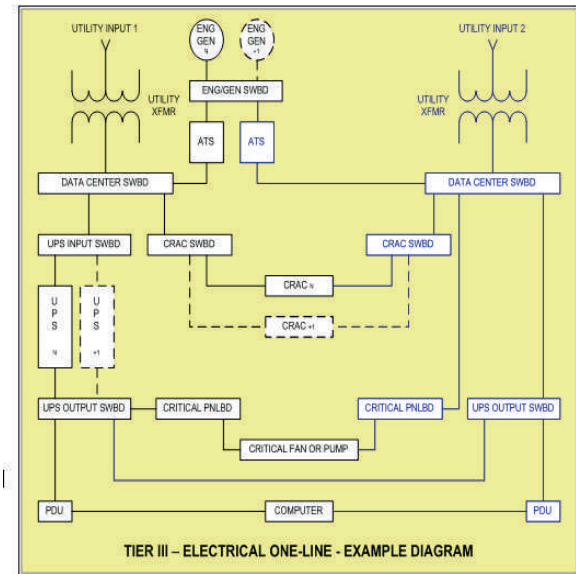 UTILITY INPUT 1
ENG
GEN
N
ENG
GEN
+1
UTILITY INPUT 2
UTILITY
XFMR
ENG/GEN SWBD
UTILITY
XFMR
ATS
ATS
DATA CENTER SWBD
DATA CENTER SWBD
UPS INPUT SWBD
CRAC SWBD
CRAC SWBD
CRAC N
CRAC +1
U
P
S
N
U
P
S
+1
UPS OUTPUT SWBD
CRITICAL PNLBD
CRITICAL PNLBD
UPS OUTPUT SWBD
CRITICAL FAN OR PUMP
PDU
COMPUTER
PDU
TIER III – ELECTRICAL ONE-LINE - EXAMPLE DIAGRAM